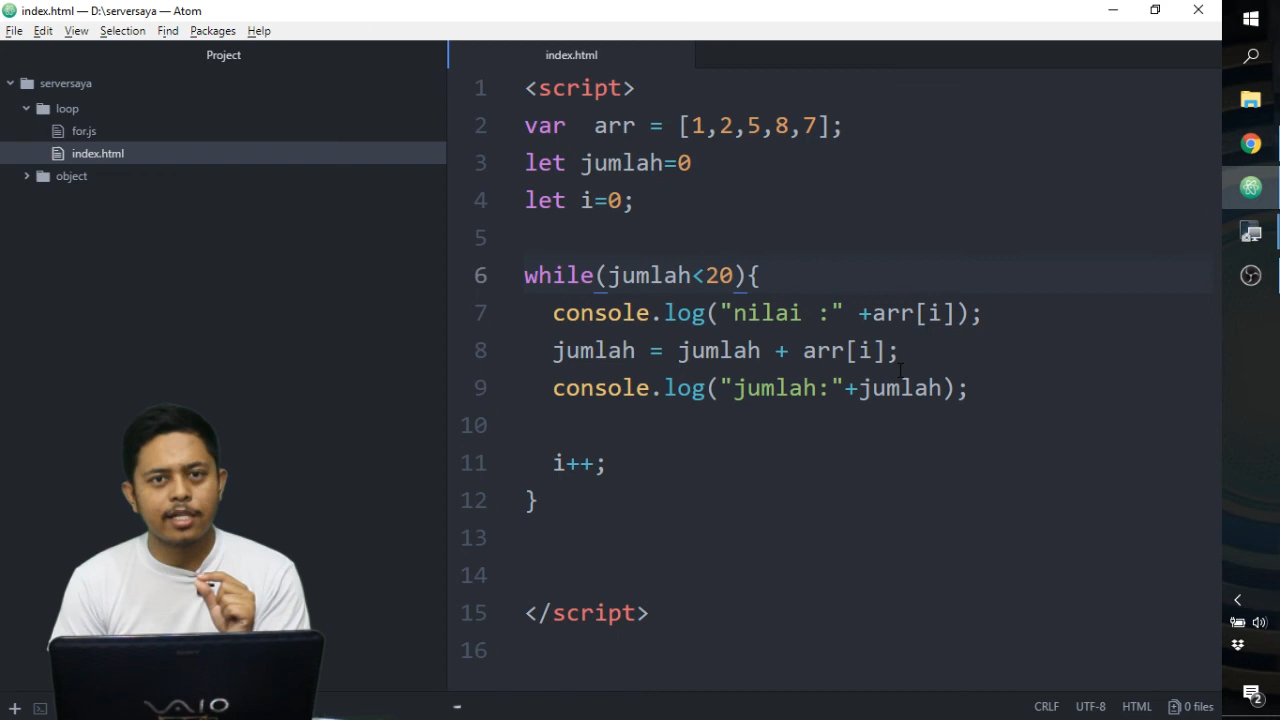 index.html — D:\serversaya — Atom
File Edit View Selection Find Packages Help
Project
serversaya
loop
for.js
index.html
object
index.html
1 <script>
2 var  arr = [1,2,5,8,7];
3 let jumlah=0
4 let i=0;
5
6 while(jumlah<20){
7   console.log("nilai :" +arr[i]);
8   jumlah = jumlah + arr[i];
9   console.log("jumlah:"+jumlah);
10
11   i++;
12 }
13
14
15 </script>
16
SONY
VAIO
CRLF UTF-8 HTML 0 files
2